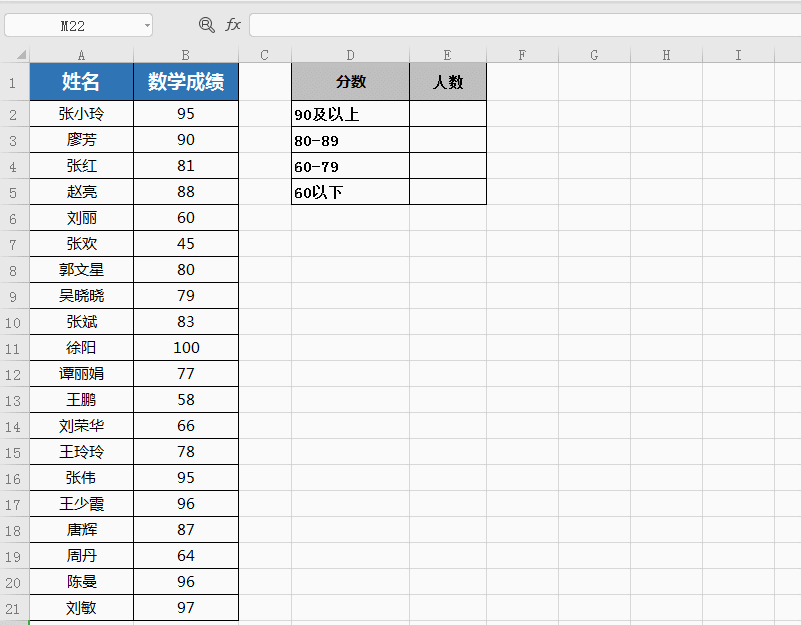 M22 fx
A B C D E F G H I
1 姓名 数学成绩 分数 人数
2 张小玲 95 90及以上
3 廖芳 90 80-89
4 张红 81 60-79
5 赵亮 88 60以下
6 刘丽 60
7 张欢 45
8 郭文星 80
9 吴晓晓 79
10 张斌 83
11 徐阳 100
12 谭丽娟 77
13 王鹏 58
14 刘荣华 66
15 王玲玲 78
16 张伟 95
17 王少霞 96
18 唐辉 87
19 周丹 64
20 陈曼 96
21 刘敏 97